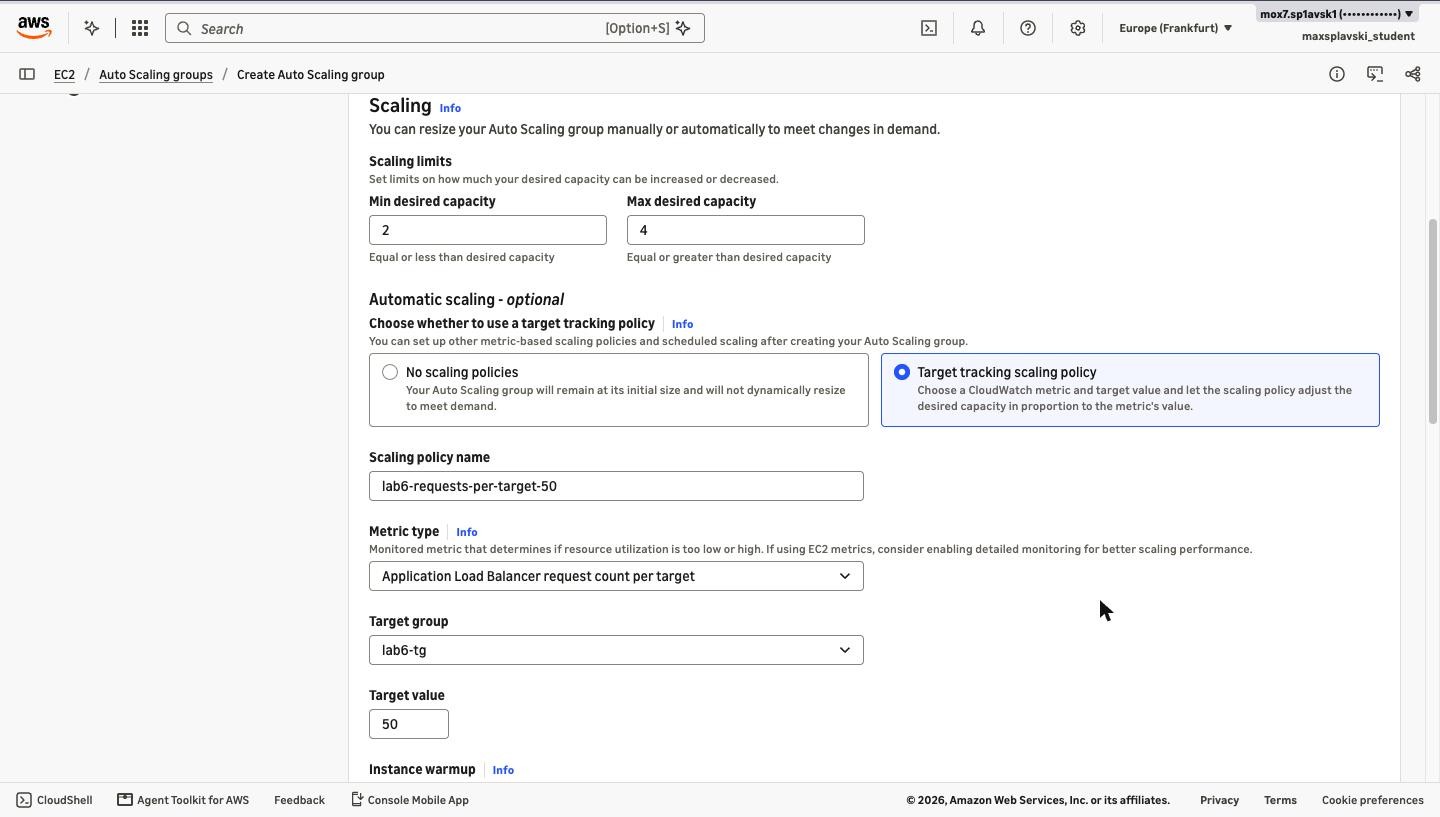 aws
Search
[Option+S]
Europe (Frankfurt)
mox7.sp1avsk1 (············)
maxsplavski_student
EC2 / Auto Scaling groups / Create Auto Scaling group
Scaling Info
You can resize your Auto Scaling group manually or automatically to meet changes in demand.
Scaling limits
Set limits on how much your desired capacity can be increased or decreased.
Min desired capacity
Max desired capacity
2
4
Equal or less than desired capacity
Equal or greater than desired capacity
Automatic scaling - optional
Choose whether to use a target tracking policy Info
You can set up other metric-based scaling policies and scheduled scaling after creating your Auto Scaling group.
No scaling policies
Your Auto Scaling group will remain at its initial size and will not dynamically resize
to meet demand.
Target tracking scaling policy
Choose a CloudWatch metric and target value and let the scaling policy adjust the
desired capacity in proportion to the metric's value.
Scaling policy name
lab6-requests-per-target-50
Metric type Info
Monitored metric that determines if resource utilization is too low or high. If using EC2 metrics, consider enabling detailed monitoring for better scaling performance.
Application Load Balancer request count per target
Target group
lab6-tg
Target value
50
Instance warmup Info
CloudShell
Agent Toolkit for AWS
Feedback
Console Mobile App
© 2026, Amazon Web Services, Inc. or its affiliates.
Privacy
Terms
Cookie preferences